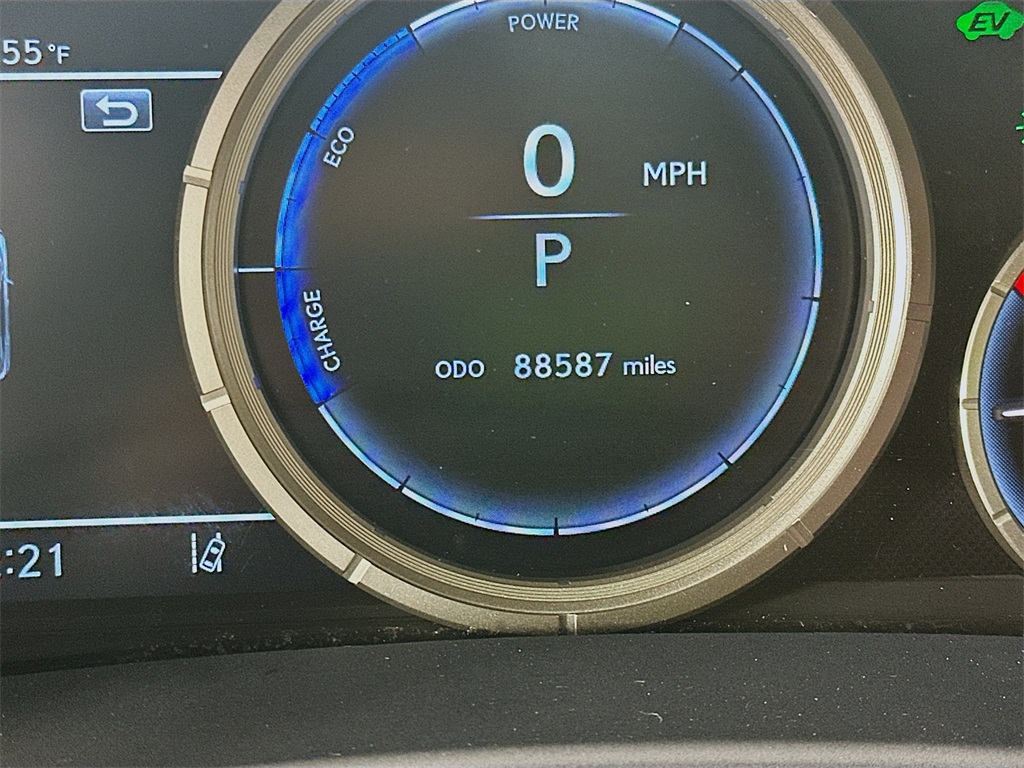 55°F
POWER
EV
ECO
0 MPH
P
CHARGE
ODO 88587 miles
:21